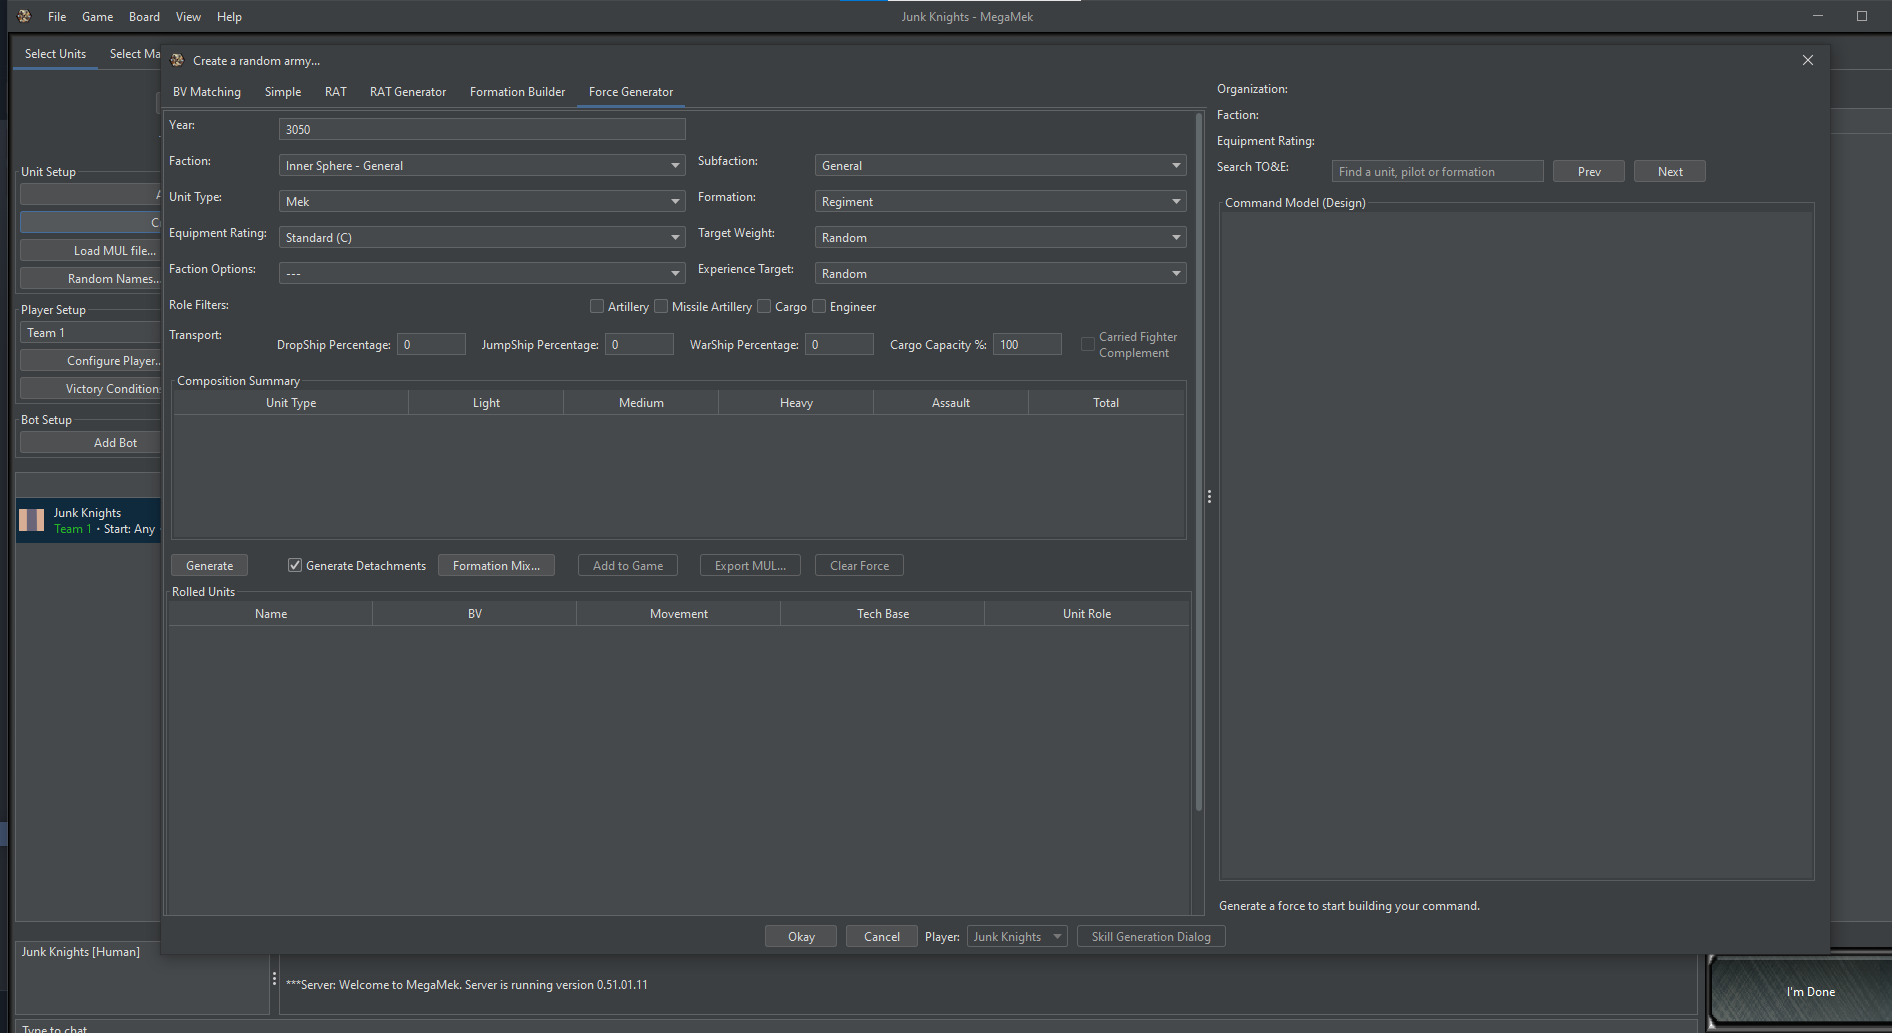 File Game Board View Help
Junk Knights - MegaMek
Select Units
Select Ma
Create a random army...
BV Matching Simple RAT RAT Generator Formation Builder Force Generator
Year: 3050
Faction: Inner Sphere - General Subfaction: General
Unit Type: Mek Formation: Regiment
Equipment Rating: Standard (C) Target Weight: Random
Faction Options: --- Experience Target: Random
Role Filters: Artillery Missile Artillery Cargo Engineer
Transport: DropShip Percentage: 0 JumpShip Percentage: 0 WarShip Percentage: 0 Cargo Capacity %: 100 Carried Fighter
Complement
Composition Summary
Unit Type Light Medium Heavy Assault Total
Generate Generate Detachments Formation Mix... Add to Game Export MUL... Clear Force
Rolled Units
Name BV Movement Tech Base Unit Role
Organization:
Faction:
Equipment Rating:
Search TO&E: Find a unit, pilot or formation Prev Next
Command Model (Design)
Generate a force to start building your command.
Okay Cancel Player: Junk Knights Skill Generation Dialog
Unit Setup
A
C
Load MUL file...
Random Names..
Player Setup
Team 1
Configure Player..
Victory Condition
Bot Setup
Add Bot
Junk Knights
Team 1 • Start: Any
Junk Knights [Human]
***Server: Welcome to MegaMek. Server is running version 0.51.01.11
I'm Done
Type to chat